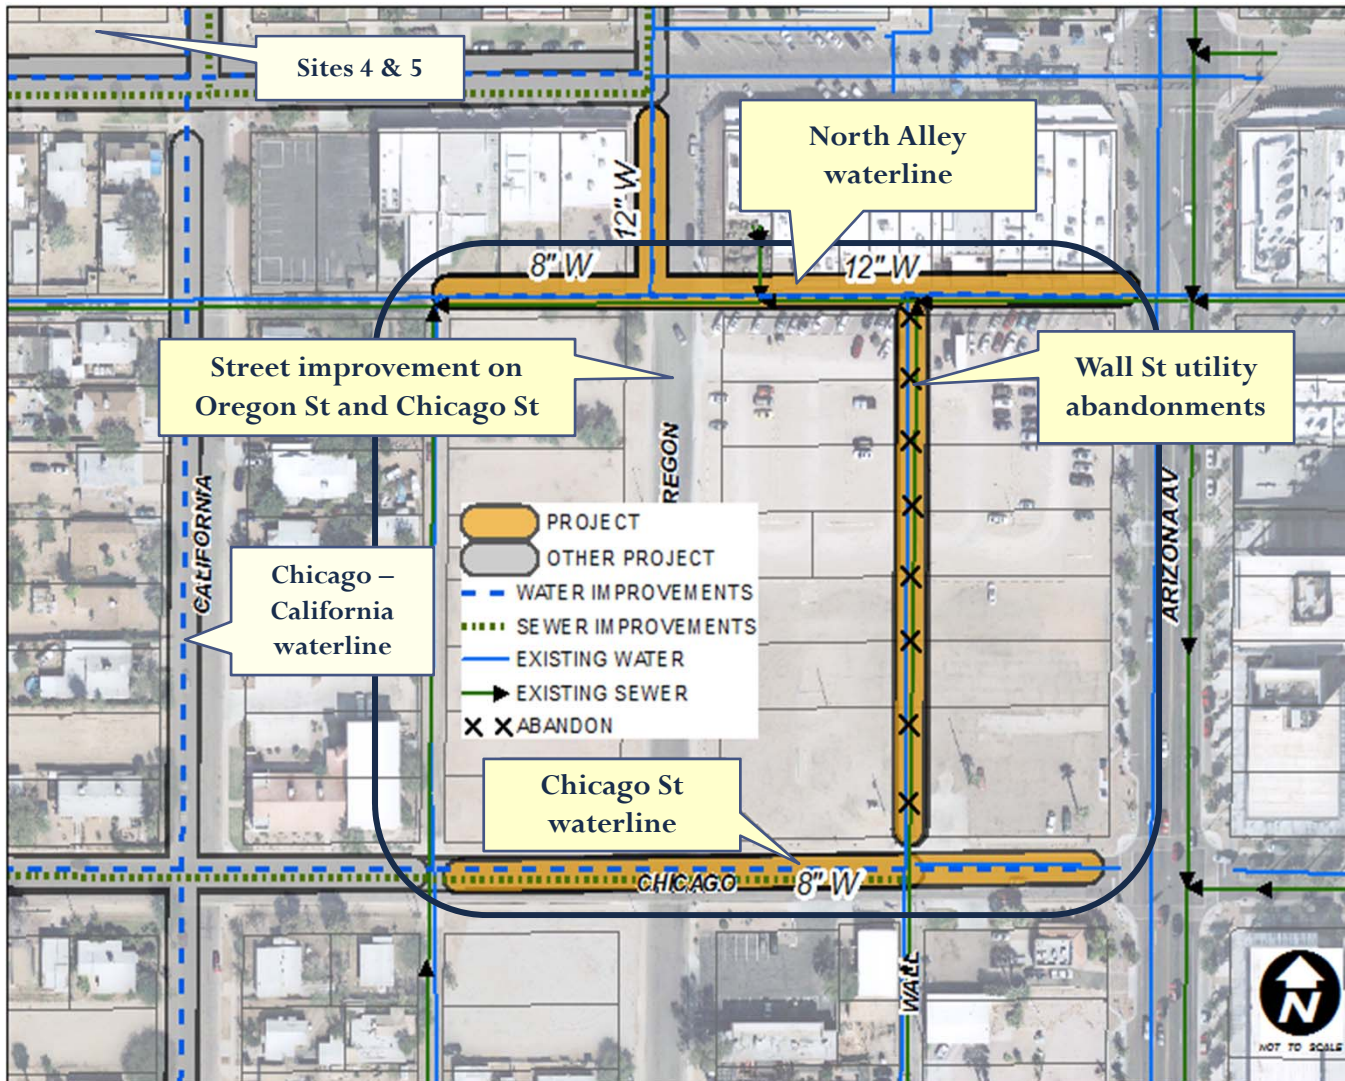 Sites 4 & 5
North Alley
waterline
12" W
8" W
12" W
Street improvement on
Oregon St and Chicago St
Wall St utility
abandonments
REGON
CALIFORNIA
ARIZONA AV
PROJECT
OTHER PROJECT
WATER IMPROVEMENTS
SEWER IMPROVEMENTS
EXISTING WATER
EXISTING SEWER
ABANDON
Chicago –
California
waterline
Chicago St
waterline
CHICAGO
8" W
WALL
N
NOT TO SCALE